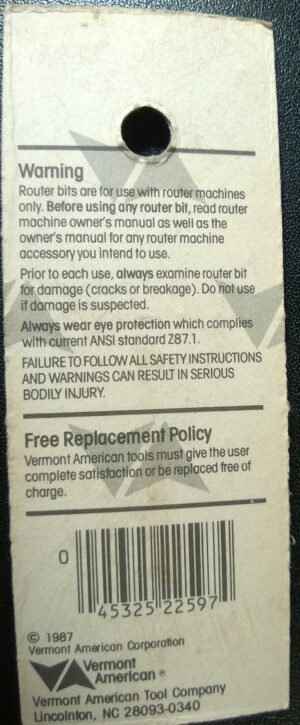 Warning
Router bits are for use with router machines
only. Before using any router bit, read router
machine owner's manual as well as the
owner's manual for any router machine
accessory you intend to use.
Prior to each use, always examine router bit
for damage (cracks or breakage). Do not use
if damage is suspected.
Always wear eye protection which complies
with current ANSI standard Z87.1.
FAILURE TO FOLLOW ALL SAFETY INSTRUCTIONS
AND WARNINGS CAN RESULT IN SERIOUS
BODILY INJURY.
Free Replacement Policy
Vermont American tools must give the user
complete satisfaction or be replaced free of
charge.
0
45325 22597
© 1987
Vermont American Corporation
Vermont
American®
Vermont American Tool Company
Lincolnton, NC 28093-0340